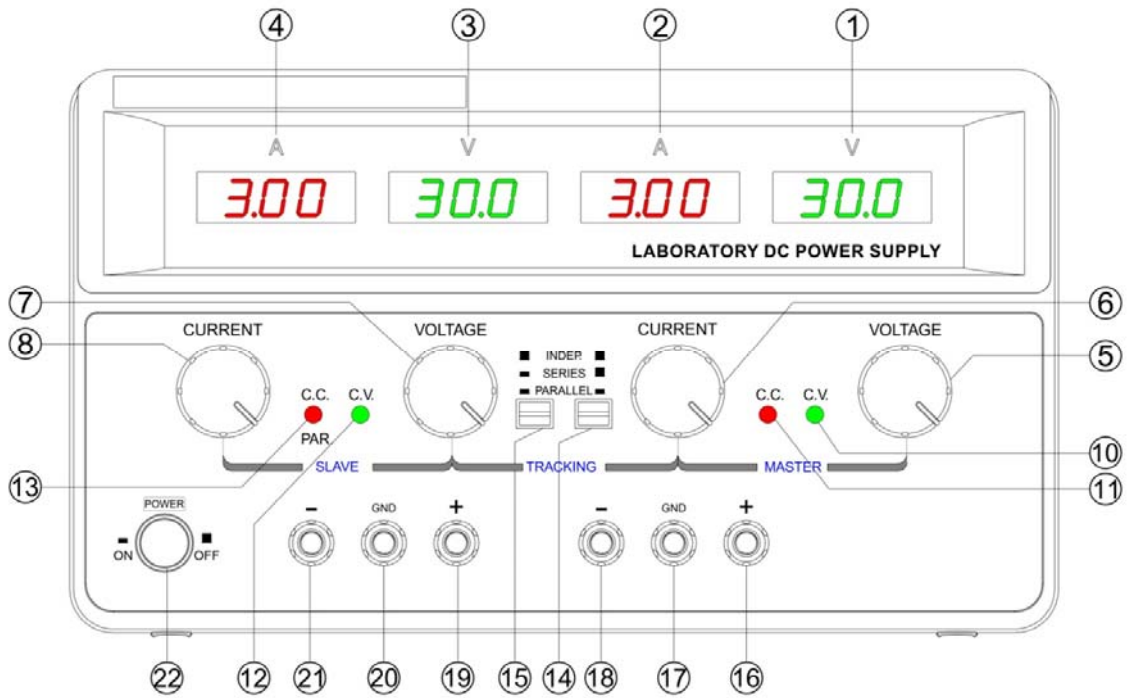 ④ ③ ② ①
A V A V
3.00 30.0 3.00 30.0
LABORATORY DC POWER SUPPLY
⑦ ⑥
CURRENT VOLTAGE CURRENT VOLTAGE
⑧ ⑤
INDEP.
SERIES
PARALLEL
C.C. C.V. C.C. C.V.
PAR.
⑩
SLAVE TRACKING MASTER
⑬ ⑪
POWER
ON OFF
- GND + - GND +
㉒ ⑫ ㉑ ⑳ ⑲ ⑮ ⑭ ⑱ ⑰ ⑯